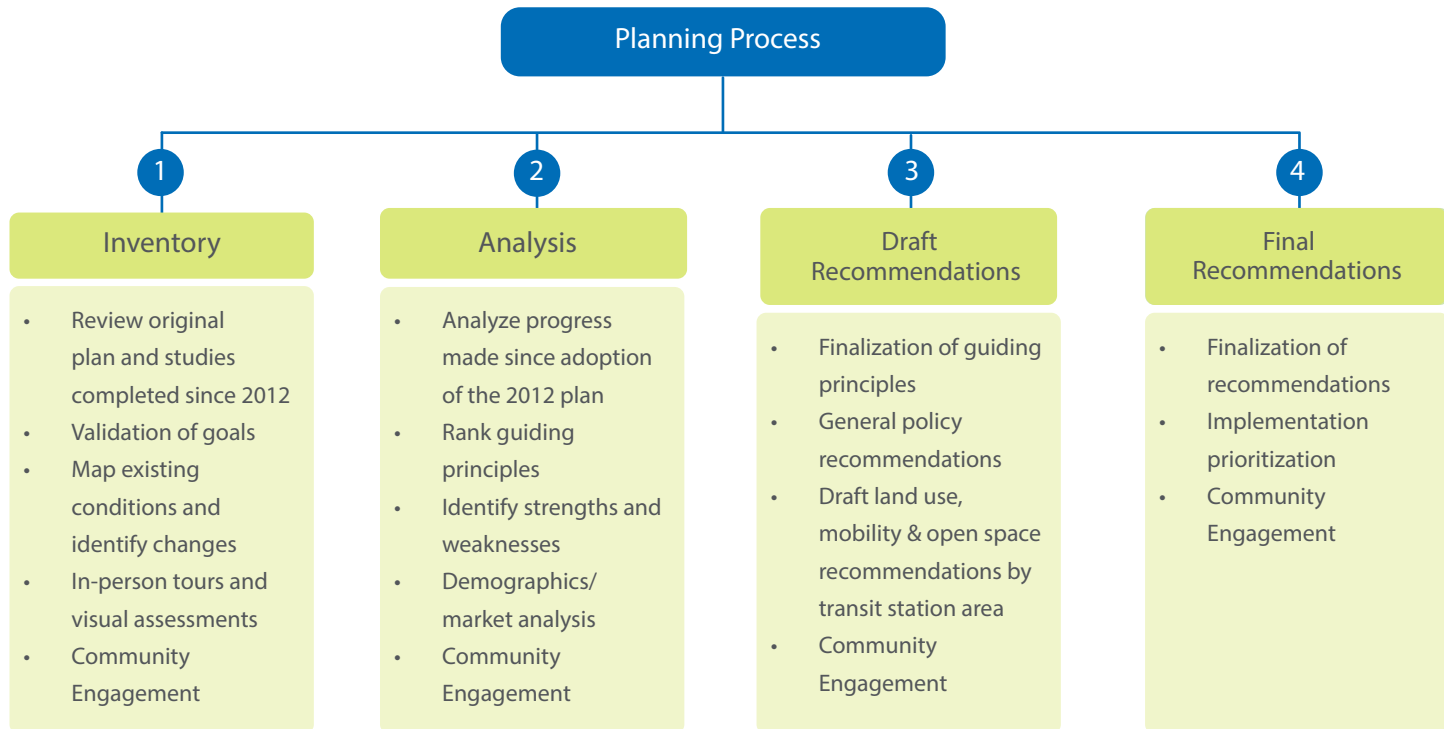 Planning Process
1
Inventory
• Review original
plan and studies
completed since 2012
• Validation of goals
• Map existing
conditions and
identify changes
• In-person tours and
visual assessments
• Community
Engagement
2
Analysis
• Analyze progress
made since adoption
of the 2012 plan
• Rank guiding
principles
• Identify strengths and
weaknesses
• Demographics/
market analysis
• Community
Engagement
3
Draft
Recommendations
• Finalization of guiding
principles
• General policy
recommendations
• Draft land use,
mobility & open space
recommendations by
transit station area
• Community
Engagement
4
Final
Recommendations
• Finalization of
recommendations
• Implementation
prioritization
• Community
Engagement